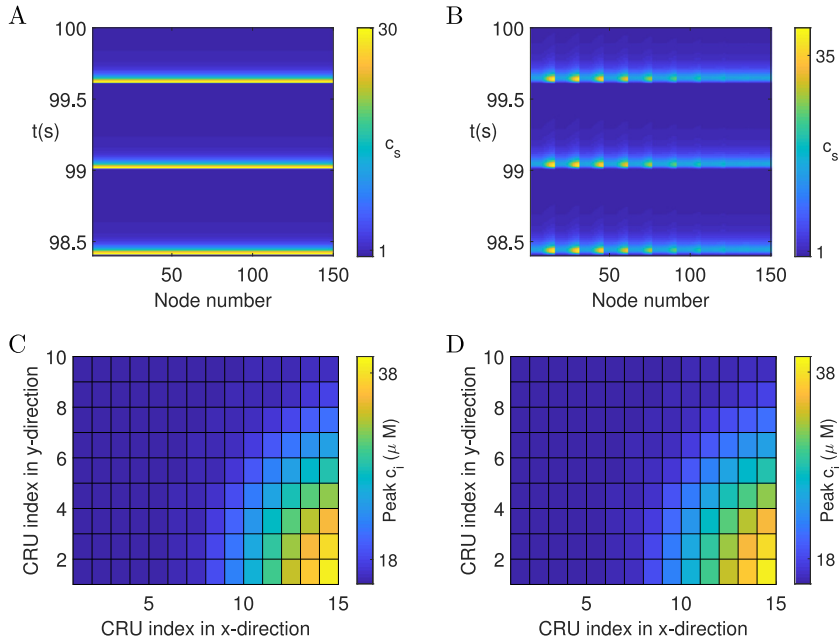 A
100
99.5
t(s)
99
98.5
50
100
150
Node number
30
c_s
1
B
100
99.5
t(s)
99
98.5
50
100
150
Node number
35
c_s
1
C
10
8
6
4
2
CRU index in y-direction
5
10
15
CRU index in x-direction
38
Peak c_i (μ M)
18
D
10
8
6
4
2
CRU index in y-direction
5
10
15
CRU index in x-direction
38
Peak c_i (μ M)
18